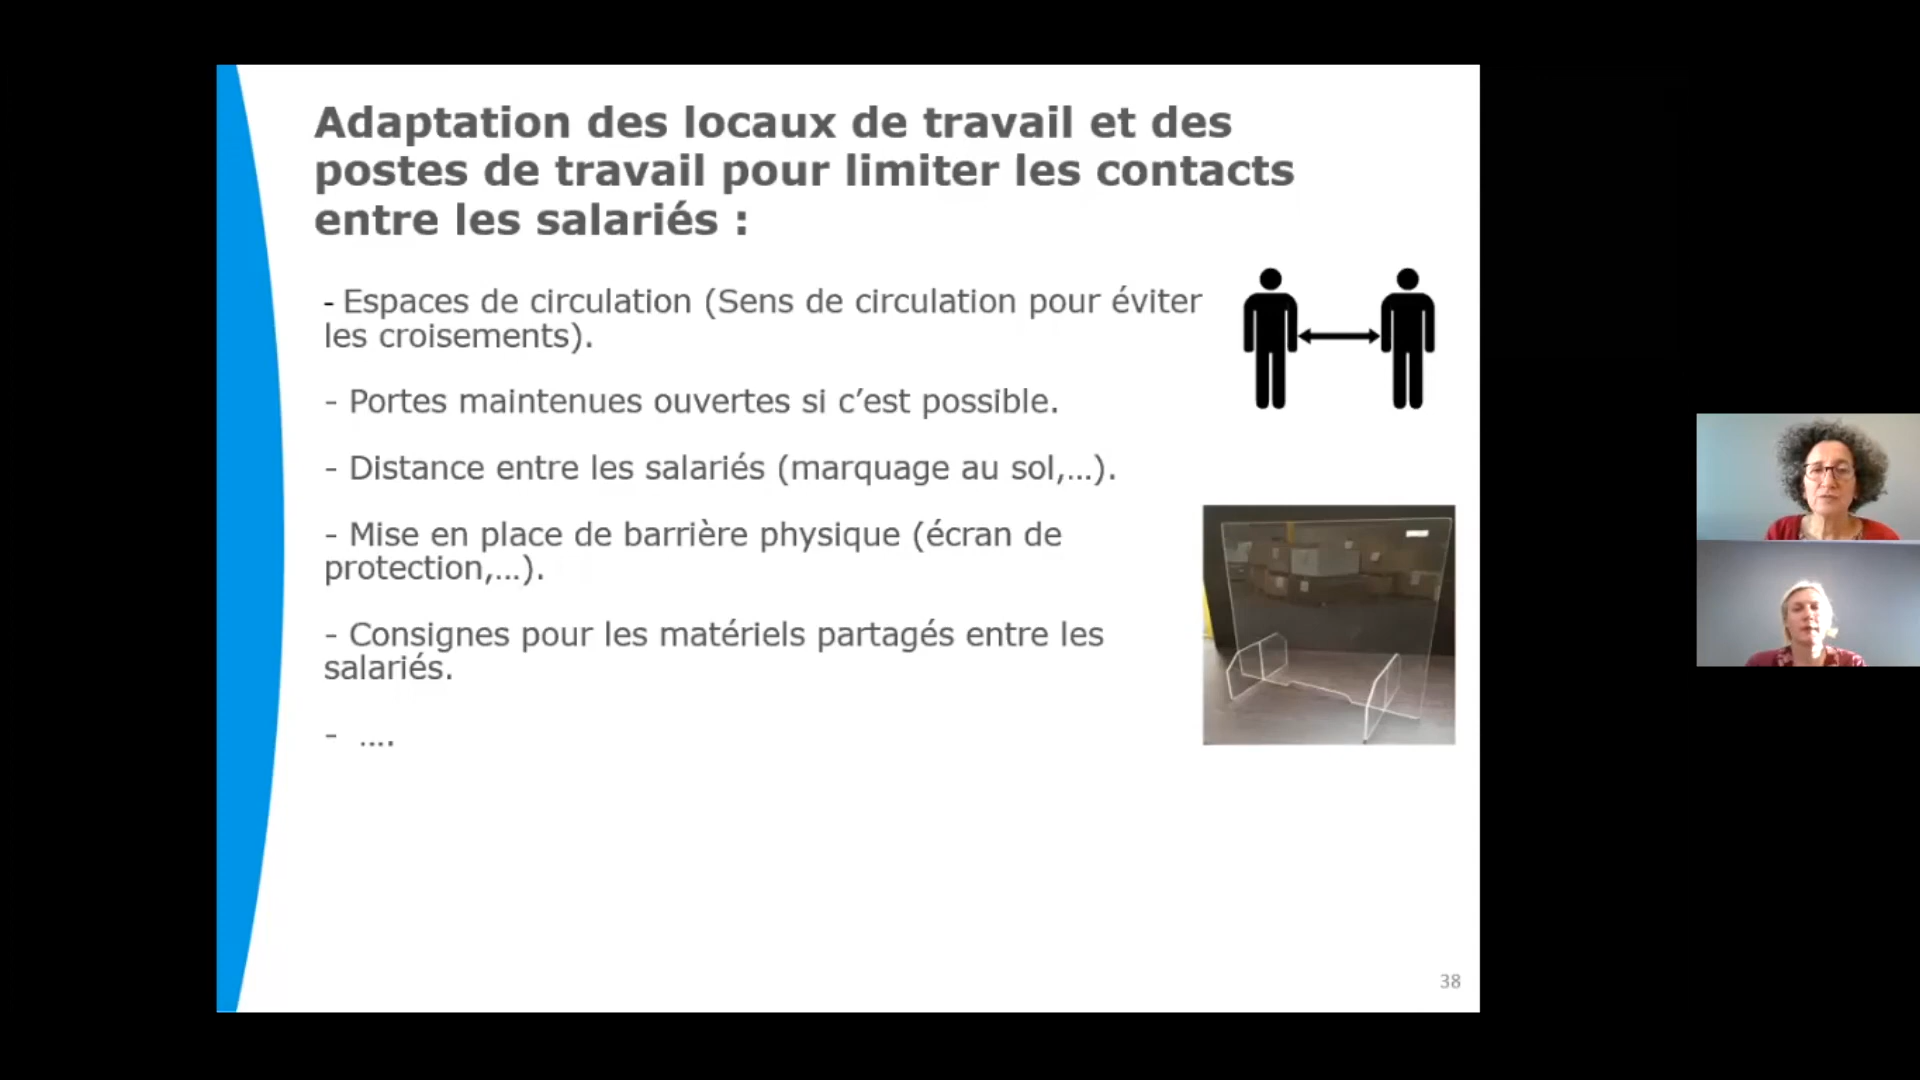 Adaptation des locaux de travail et des
postes de travail pour limiter les contacts
entre les salariés :
- Espaces de circulation (Sens de circulation pour éviter
les croisements).
- Portes maintenues ouvertes si c’est possible.
- Distance entre les salariés (marquage au sol,…).
- Mise en place de barrière physique (écran de
protection,…).
- Consignes pour les matériels partagés entre les
salariés.
- ….
38